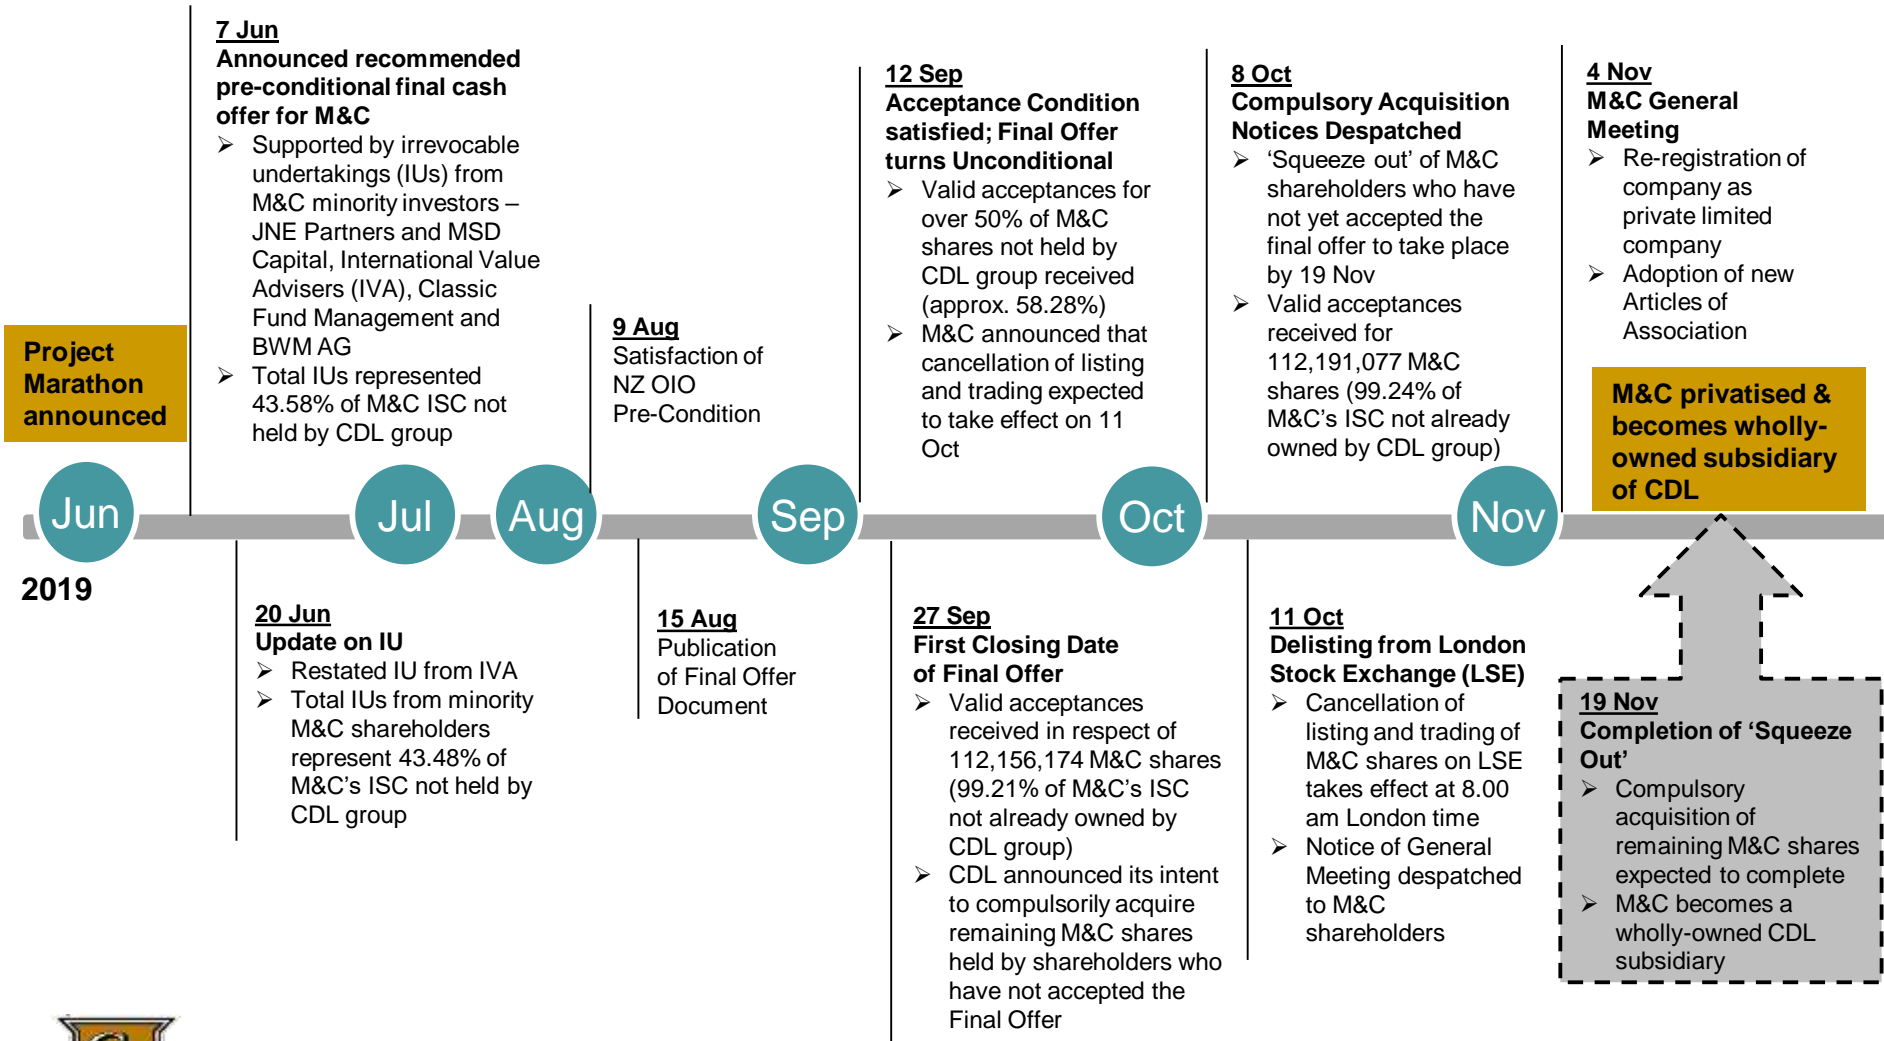 Project
Marathon
announced
7 Jun
Announced recommended
pre-conditional final cash
offer for M&C
➢ Supported by irrevocable
undertakings (IUs) from
M&C minority investors –
JNE Partners and MSD
Capital, International Value
Advisers (IVA), Classic
Fund Management and
BWM AG
➢ Total IUs represented
43.58% of M&C ISC not
held by CDL group
9 Aug
Satisfaction of
NZ OIO
Pre-Condition
12 Sep
Acceptance Condition
satisfied; Final Offer
turns Unconditional
➢ Valid acceptances for
over 50% of M&C
shares not held by
CDL group received
(approx. 58.28%)
➢ M&C announced that
cancellation of listing
and trading expected
to take effect on 11
Oct
8 Oct
Compulsory Acquisition
Notices Despatched
➢ ‘Squeeze out’ of M&C
shareholders who have
not yet accepted the
final offer to take place
by 19 Nov
➢ Valid acceptances
received for
112,191,077 M&C
shares (99.24% of
M&C’s ISC not already
owned by CDL group)
4 Nov
M&C General
Meeting
➢ Re-registration of
company as
private limited
company
➢ Adoption of new
Articles of
Association
M&C privatised &
becomes wholly-
owned subsidiary
of CDL
Jun
Jul
Aug
Sep
Oct
Nov
2019
20 Jun
Update on IU
➢ Restated IU from IVA
➢ Total IUs from minority
M&C shareholders
represent 43.48% of
M&C’s ISC not held by
CDL group
15 Aug
Publication
of Final Offer
Document
27 Sep
First Closing Date
of Final Offer
➢ Valid acceptances
received in respect of
112,156,174 M&C shares
(99.21% of M&C’s ISC
not already owned by
CDL group)
➢ CDL announced its intent
to compulsorily acquire
remaining M&C shares
held by shareholders who
have not accepted the
Final Offer
11 Oct
Delisting from London
Stock Exchange (LSE)
➢ Cancellation of
listing and trading of
M&C shares on LSE
takes effect at 8.00
am London time
➢ Notice of General
Meeting despatched
to M&C
shareholders
19 Nov
Completion of ‘Squeeze
Out’
➢ Compulsory
acquisition of
remaining M&C shares
expected to complete
➢ M&C becomes a
wholly-owned CDL
subsidiary